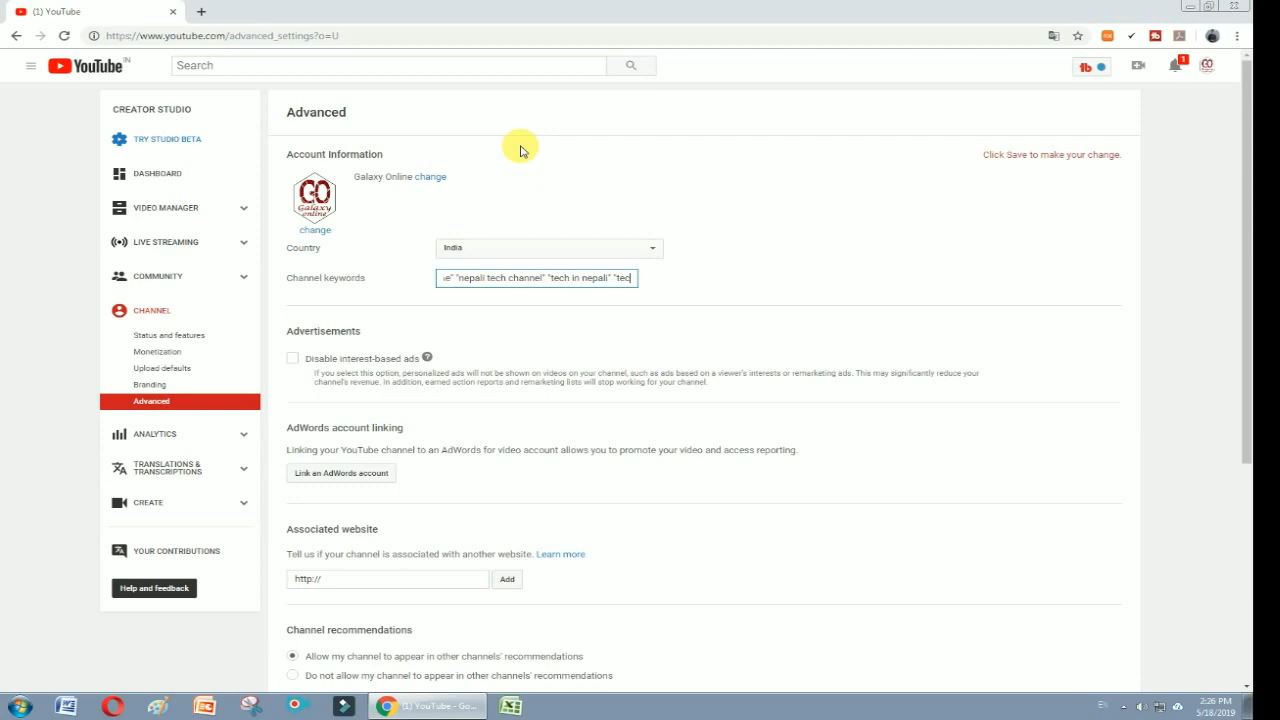 (1) YouTube
https://www.youtube.com/advanced_settings?o=U
YouTube IN
Search
1
CREATOR STUDIO
TRY STUDIO BETA
DASHBOARD
VIDEO MANAGER
LIVE STREAMING
COMMUNITY
CHANNEL
Status and features
Monetization
Upload defaults
Branding
Advanced
ANALYTICS
TRANSLATIONS &
TRANSCRIPTIONS
CREATE
YOUR CONTRIBUTIONS
Help and feedback
Advanced
Account Information
Click Save to make your change.
GO
Galaxy
online
Galaxy Online change
change
Country
India
Channel keywords
e" "nepali tech channel" "tech in nepali" "tec
Advertisements
Disable interest-based ads
If you select this option, personalized ads will not be shown on videos on your channel, such as ads based on a viewer's interests or remarketing ads. This may significantly reduce your
channel's revenue. In addition, earned action reports and remarketing lists will stop working for your channel.
AdWords account linking
Linking your YouTube channel to an AdWords for video account allows you to promote your video and access reporting.
Link an AdWords account
Associated website
Tell us if your channel is associated with another website. Learn more
http://
Add
Channel recommendations
Allow my channel to appear in other channels' recommendations
Do not allow my channel to appear in other channels' recommendations
(1) YouTube - Go...
EN
2:26 PM
5/18/2019